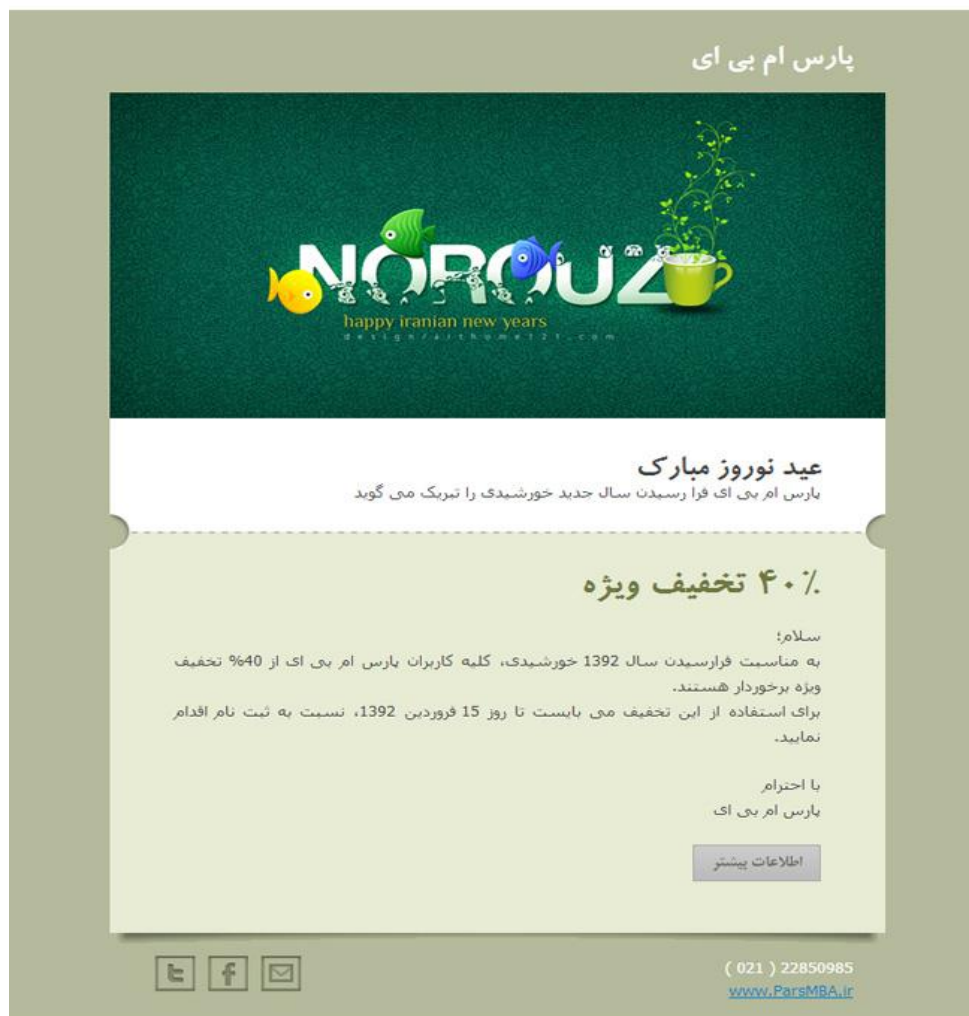 پارس ام بی ای
NOROUZ
happy iranian new years
design/arthome121.com
عید نوروز مبارک
پارس ام بی ای فرا رسیدن سال جدید خورشیدی را تبریک می گوید
۴۰٪ تخفیف ویژه
سلام؛
به مناسبت فرارسیدن سال 1392 خورشیدی، کلیه کاربران پارس ام بی ای از 40% تخفیف
ویژه برخوردار هستند.
برای استفاده از این تخفیف می بایست تا روز 15 فروردین 1392، نسبت به ثبت نام اقدام
نمایید.
با احترام
پارس ام بی ای
اطلاعات بیشتر
( 021 ) 22850985
www.ParsMBA.ir